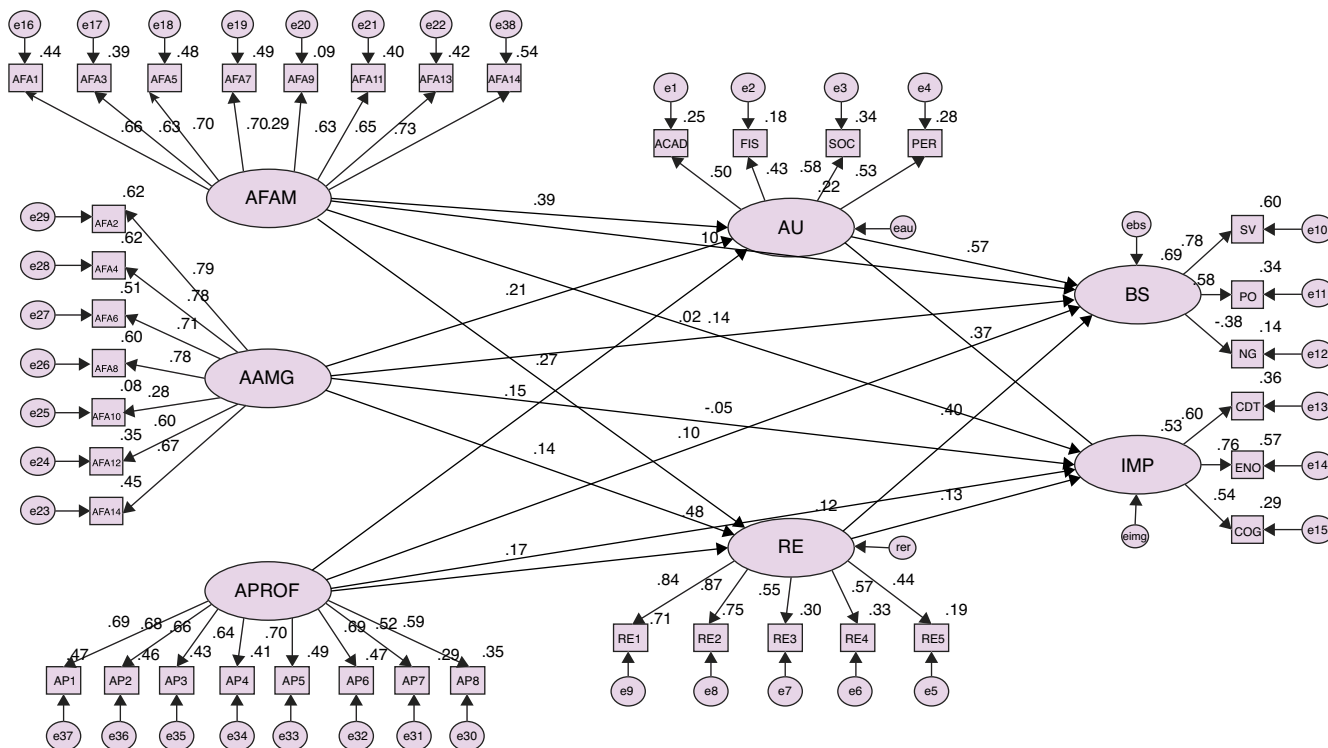 e16 e17 e18 e19 e20 e21 e22 e38
.44 .39 .48 .49 .09 .40 .42 .54
AFA1 AFA3 AFA5 AFA7 AFA9 AFA11 AFA13 AFA14
.66 .63 .70 .70 .29 .63 .65 .73
AFAM
e1 e2 e3 e4
.25 .18 .34 .28
ACAD FIS SOC PER
.50 .43 .58 .53
.22
AU
eau
.39
.10
.57
.21
.02 .14
.37
.27
.15
-.05
.40
.10
.14
.48
.12
.13
.17
e29 AFA2 .62 .79
e28 AFA4 .62 .78
e27 AFA6 .51 .71
e26 AFA8 .60 .78
e25 AFA10 .08 .28
e24 AFA12 .35 .60
e23 AFA14 .45 .67
AAMG
ebs
.69
BS
.78 SV .60 e10
.58 PO .34 e11
-.38 NG .14 e12
.53
IMP
eimg
.60 CDT .36 e13
.76 ENO .57 e14
.54 COG .29 e15
APROF
.69 .68 .66 .64 .70 .69 .52 .59
.47 .46 .43 .41 .49 .47 .29 .35
AP1 AP2 AP3 AP4 AP5 AP6 AP7 AP8
e37 e36 e35 e34 e33 e32 e31 e30
RE
rer
.84 .87 .55 .57 .44
.71 .75 .30 .33 .19
RE1 RE2 RE3 RE4 RE5
e9 e8 e7 e6 e5